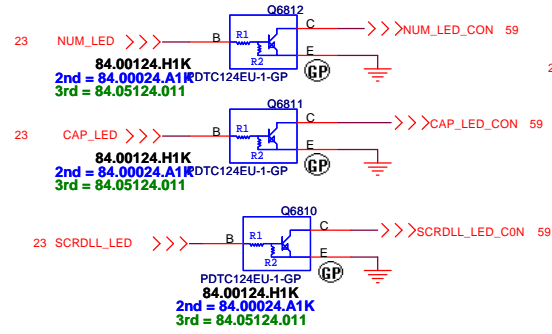 Q6812
23 NUM_LED B R1 R2 C E NUM_LED_CON 59
GP
84.00124.H1K
2nd = 84.00024.A1K PDTC124EU-1-GP
3rd = 84.05124.011
2
Q6811
23 CAP_LED B R1 R2 C E CAP_LED_CON 59
GP
84.00124.H1K
2nd = 84.00024.A1K PDTC124EU-1-GP
3rd = 84.05124.011
Q6810
23 SCRDLL_LED B R1 R2 C E SCRDLL_LED_C0N 59
GP
PDTC124EU-1-GP
84.00124.H1K
2nd = 84.00024.A1K
3rd = 84.05124.011